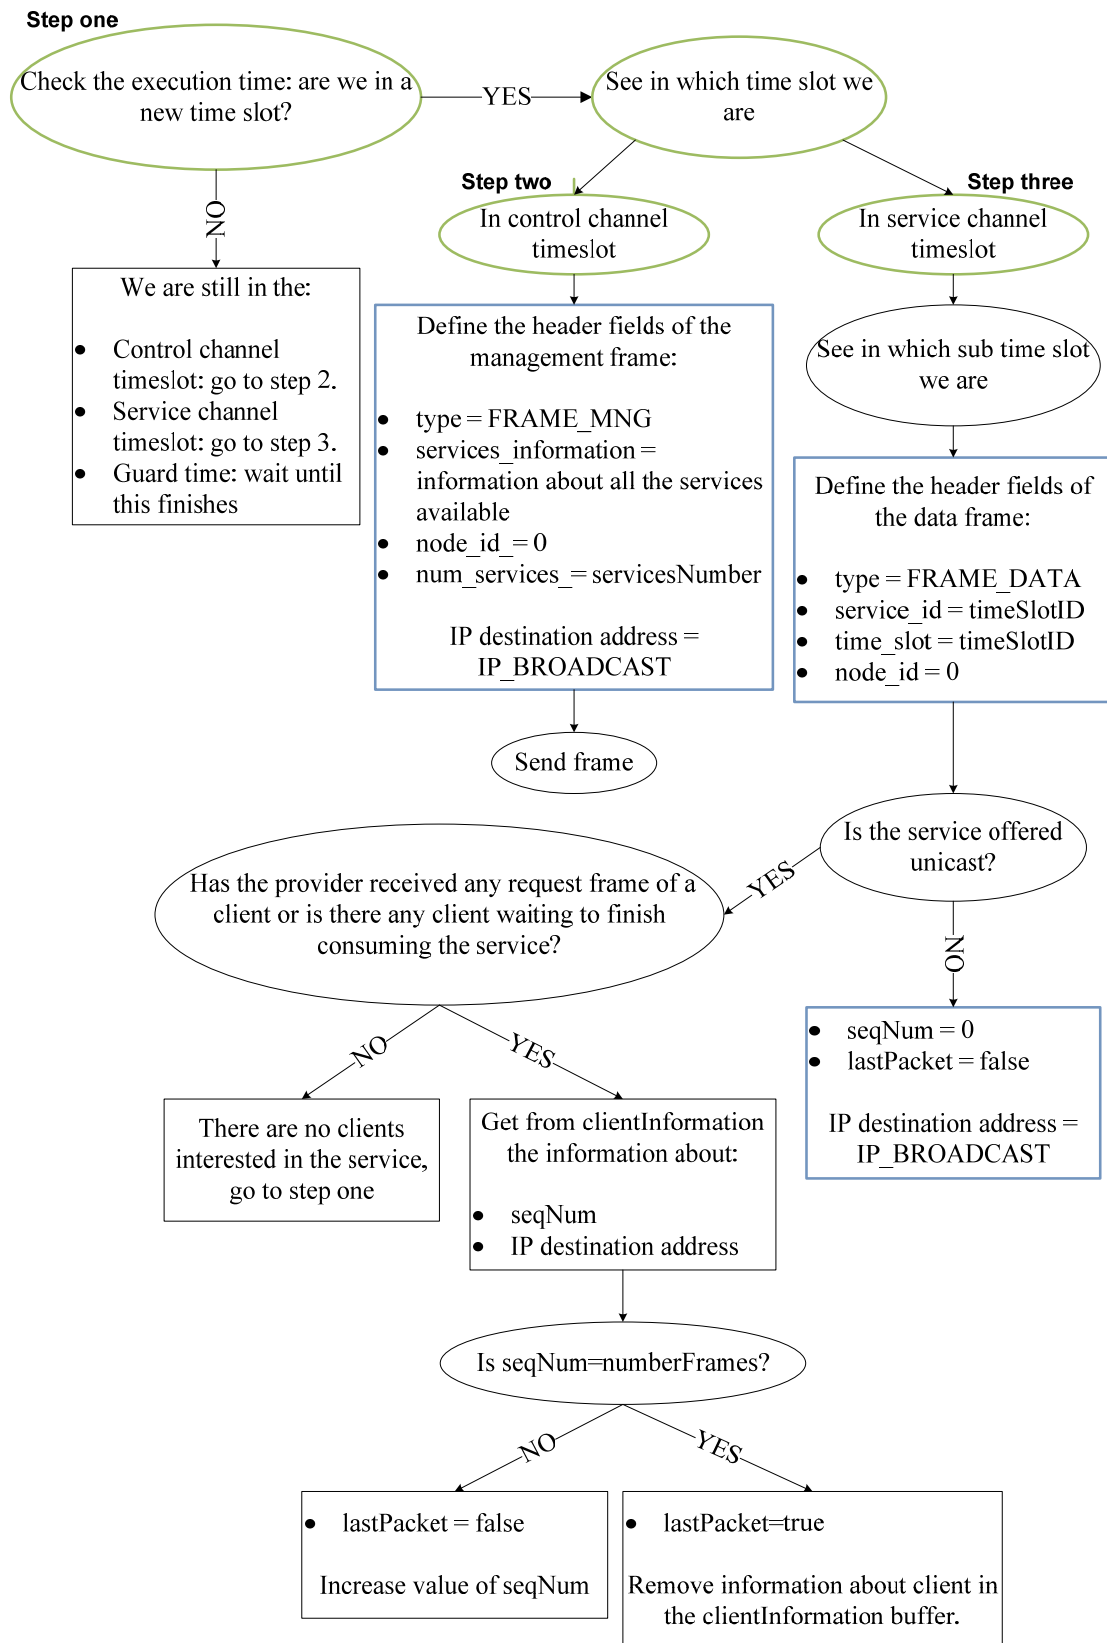 Step one
Check the execution time: are we in a
new time slot?
YES
See in which time slot we
are
NO
Step two
In control channel
timeslot
Step three
In service channel
timeslot
We are still in the:
• Control channel
timeslot: go to step 2.
• Service channel
timeslot: go to step 3.
• Guard time: wait until
this finishes
Define the header fields of the
management frame:
• type = FRAME_MNG
• services_information =
information about all the services
available
• node_id_= 0
• num_services_= servicesNumber
IP destination address =
IP_BROADCAST
See in which sub time slot
we are
Define the header fields of
the data frame:
• type = FRAME_DATA
• service_id = timeSlotID
• time_slot = timeSlotID
• node_id = 0
Send frame
Is the service offered
unicast?
YES
NO
Has the provider received any request frame of a
client or is there any client waiting to finish
consuming the service?
• seqNum = 0
• lastPacket = false
IP destination address =
IP_BROADCAST
NO
YES
There are no clients
interested in the service,
go to step one
Get from clientInformation
the information about:
• seqNum
• IP destination address
Is seqNum=numberFrames?
NO
YES
• lastPacket = false
Increase value of seqNum
• lastPacket=true
Remove information about client in
the clientInformation buffer.